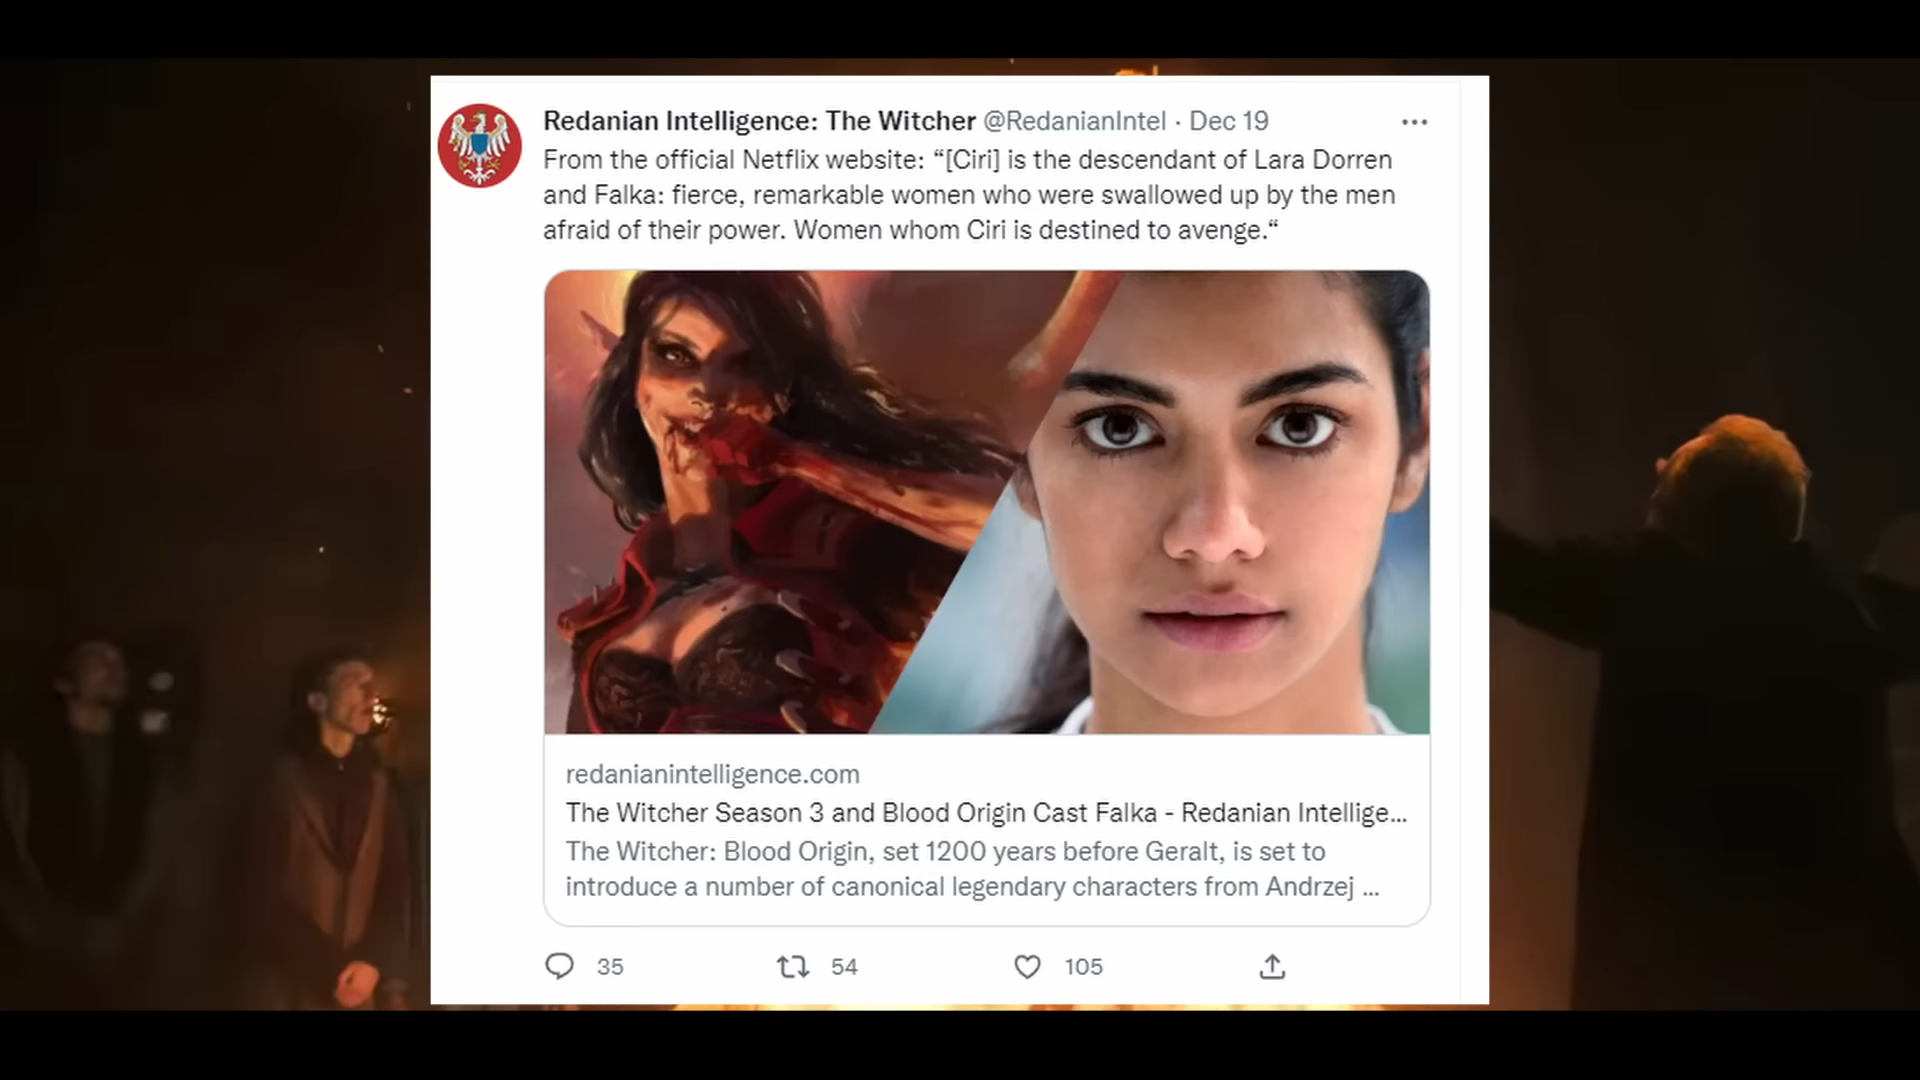 Redanian Intelligence: The Witcher @RedanianIntel · Dec 19
From the official Netflix website: “[Ciri] is the descendant of Lara Dorren
and Falka: fierce, remarkable women who were swallowed up by the men
afraid of their power. Women whom Ciri is destined to avenge.“
redanianintelligence.com
The Witcher Season 3 and Blood Origin Cast Falka - Redanian Intellige...
The Witcher: Blood Origin, set 1200 years before Geralt, is set to
introduce a number of canonical legendary characters from Andrzej ...
35 54 105